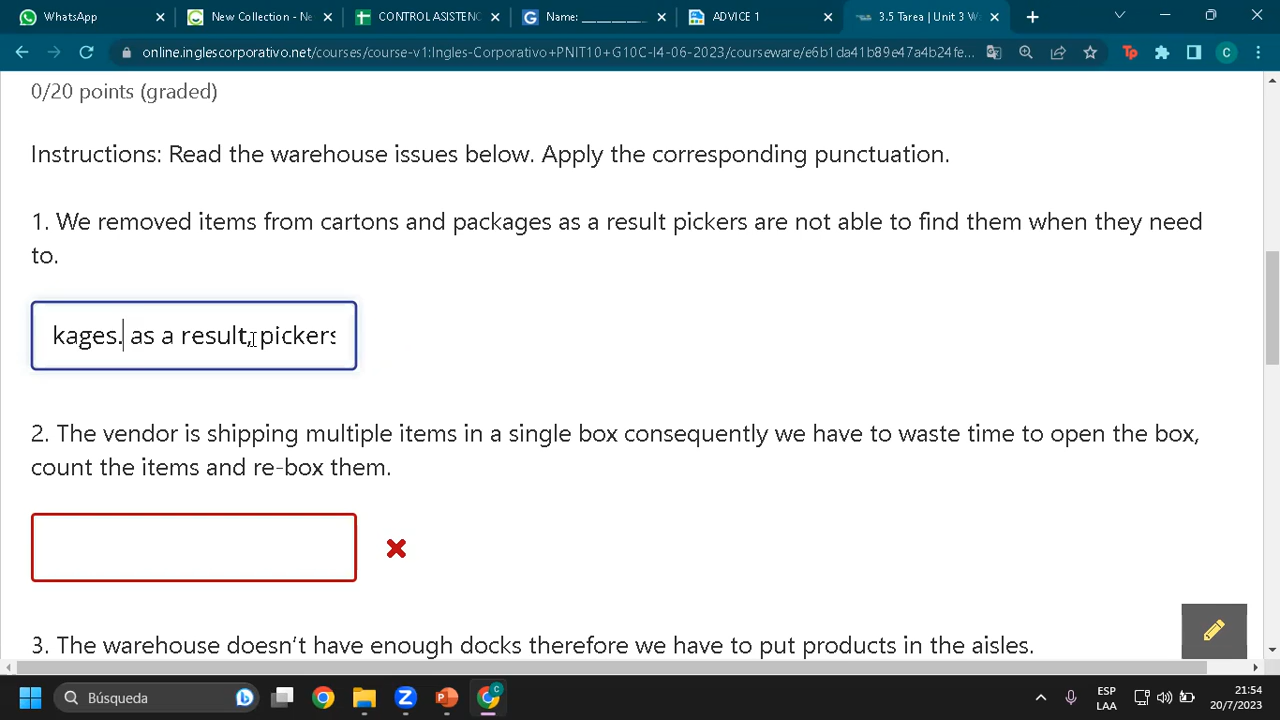 WhatsApp
New Collection - Ne
CONTROL ASISTENC
Name: ________
ADVICE 1
3.5 Tarea | Unit 3 W
online.inglescorporativo.net/courses/course-v1:Ingles-Corporativo+PNIT10+G10C-I4-06-2023/courseware/e6b1da41b89e47a4b24fe...
C
0/20 points (graded)
Instructions: Read the warehouse issues below. Apply the corresponding punctuation.
1. We removed items from cartons and packages as a result pickers are not able to find them when they need
to.
kages. as a result, pickers
2. The vendor is shipping multiple items in a single box consequently we have to waste time to open the box,
count the items and re-box them.
3. The warehouse doesn’t have enough docks therefore we have to put products in the aisles.
Búsqueda
ESP
LAA
21:54
20/7/2023